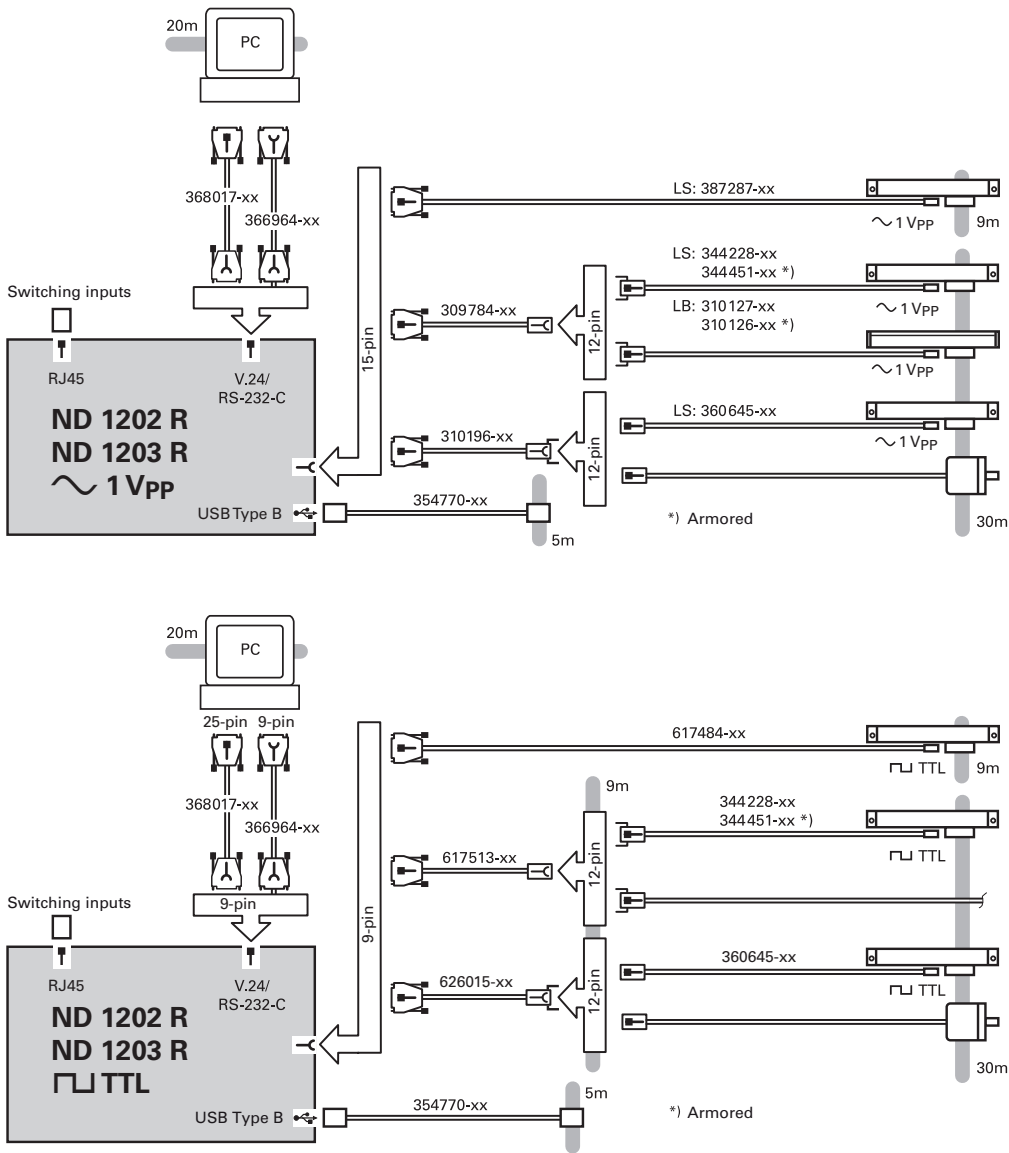 20m
PC
368017-xx
366964-xx
Switching inputs
RJ45
V.24/
RS-232-C
ND 1202 R
ND 1203 R
1 VPP
USB Type B
15-pin
LS: 387287-xx
1 VPP
9m
309784-xx
12-pin
LS: 344228-xx
344451-xx *)
1 VPP
LB: 310127-xx
310126-xx *)
1 VPP
310196-xx
12-pin
LS: 360645-xx
1 VPP
354770-xx
5m
*) Armored
30m
20m
PC
25-pin 9-pin
368017-xx
366964-xx
9-pin
Switching inputs
RJ45
V.24/
RS-232-C
ND 1202 R
ND 1203 R
TTL
USB Type B
9-pin
617484-xx
TTL
9m
9m
617513-xx
12-pin
344228-xx
344451-xx *)
TTL
626015-xx
12-pin
360645-xx
TTL
30m
354770-xx
5m
*) Armored